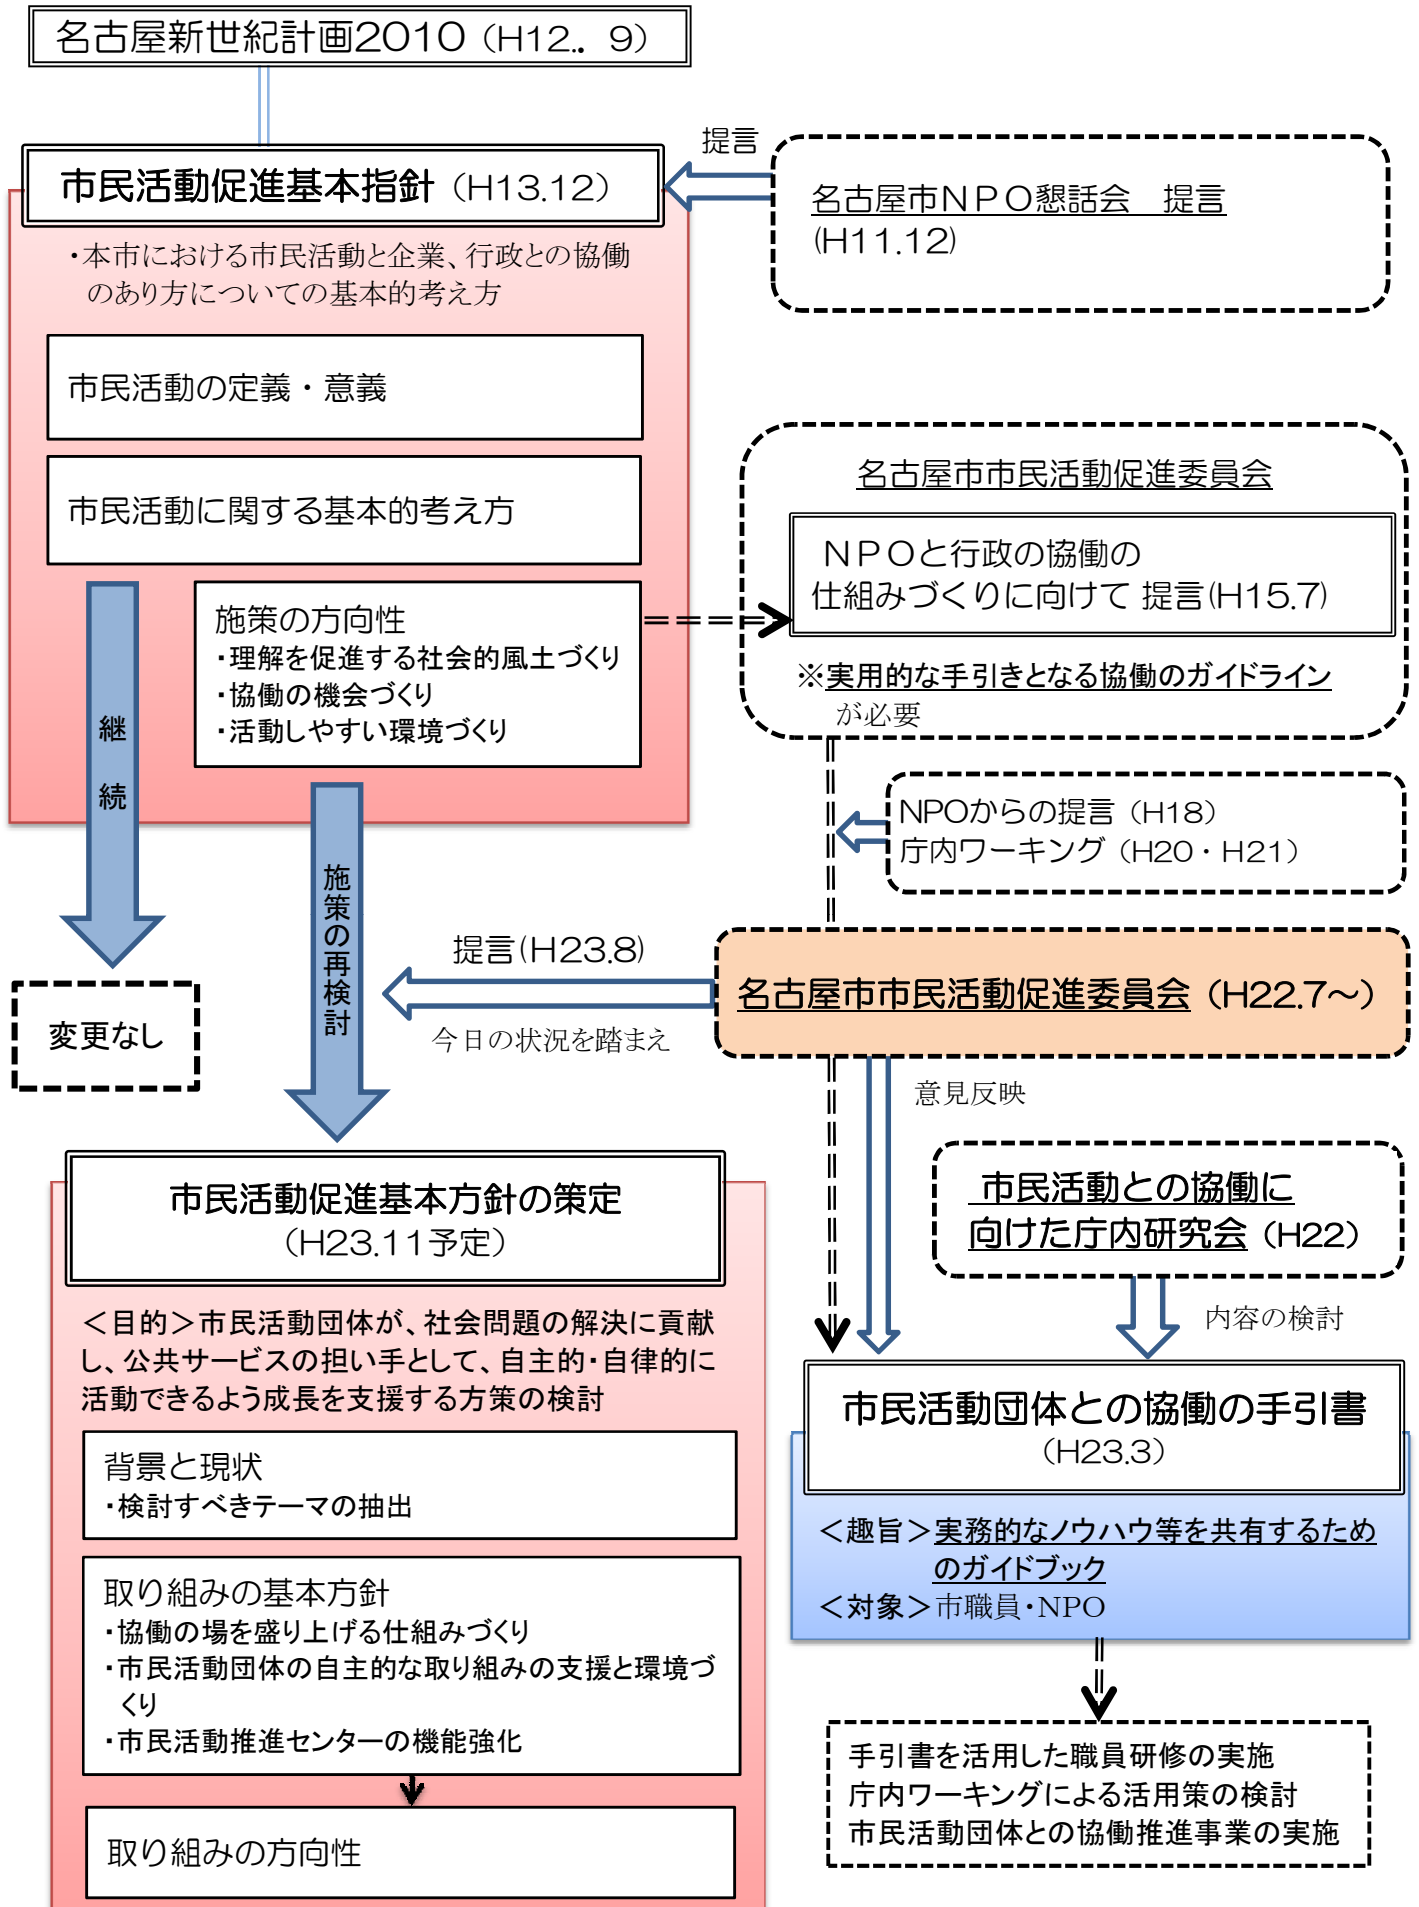 名古屋新世紀計画2010（H12.. 9）
提言
市民活動促進基本指針（H13.12）
名古屋市NPO懇話会　提言
(H11.12)
・本市における市民活動と企業、行政との協働
のあり方についての基本的考え方
市民活動の定義・意義
市民活動に関する基本的考え方
名古屋市市民活動促進委員会
NPOと行政の協働の
仕組みづくりに向けて 提言(H15.7)
※実用的な手引きとなる協働のガイドライン
が必要
施策の方向性
・理解を促進する社会的風土づくり
・協働の機会づくり
・活動しやすい環境づくり
継
続
NPOからの提言（H18）
庁内ワーキング（H20・H21）
施策の再検討
提言(H23.8)
今日の状況を踏まえ
名古屋市市民活動促進委員会（H22.7～）
変更なし
意見反映
市民活動との協働に
向けた庁内研究会（H22）
内容の検討
市民活動促進基本方針の策定
（H23.11予定）
＜目的＞市民活動団体が、社会問題の解決に貢献
し、公共サービスの担い手として、自主的・自律的に
活動できるよう成長を支援する方策の検討
背景と現状
・検討すべきテーマの抽出
取り組みの基本方針
・協働の場を盛り上げる仕組みづくり
・市民活動団体の自主的な取り組みの支援と環境づ
くり
・市民活動推進センターの機能強化
取り組みの方向性
市民活動団体との協働の手引書
（H23.3）
＜趣旨＞実務的なノウハウ等を共有するため
のガイドブック
＜対象＞市職員・NPO
手引書を活用した職員研修の実施
庁内ワーキングによる活用策の検討
市民活動団体との協働推進事業の実施